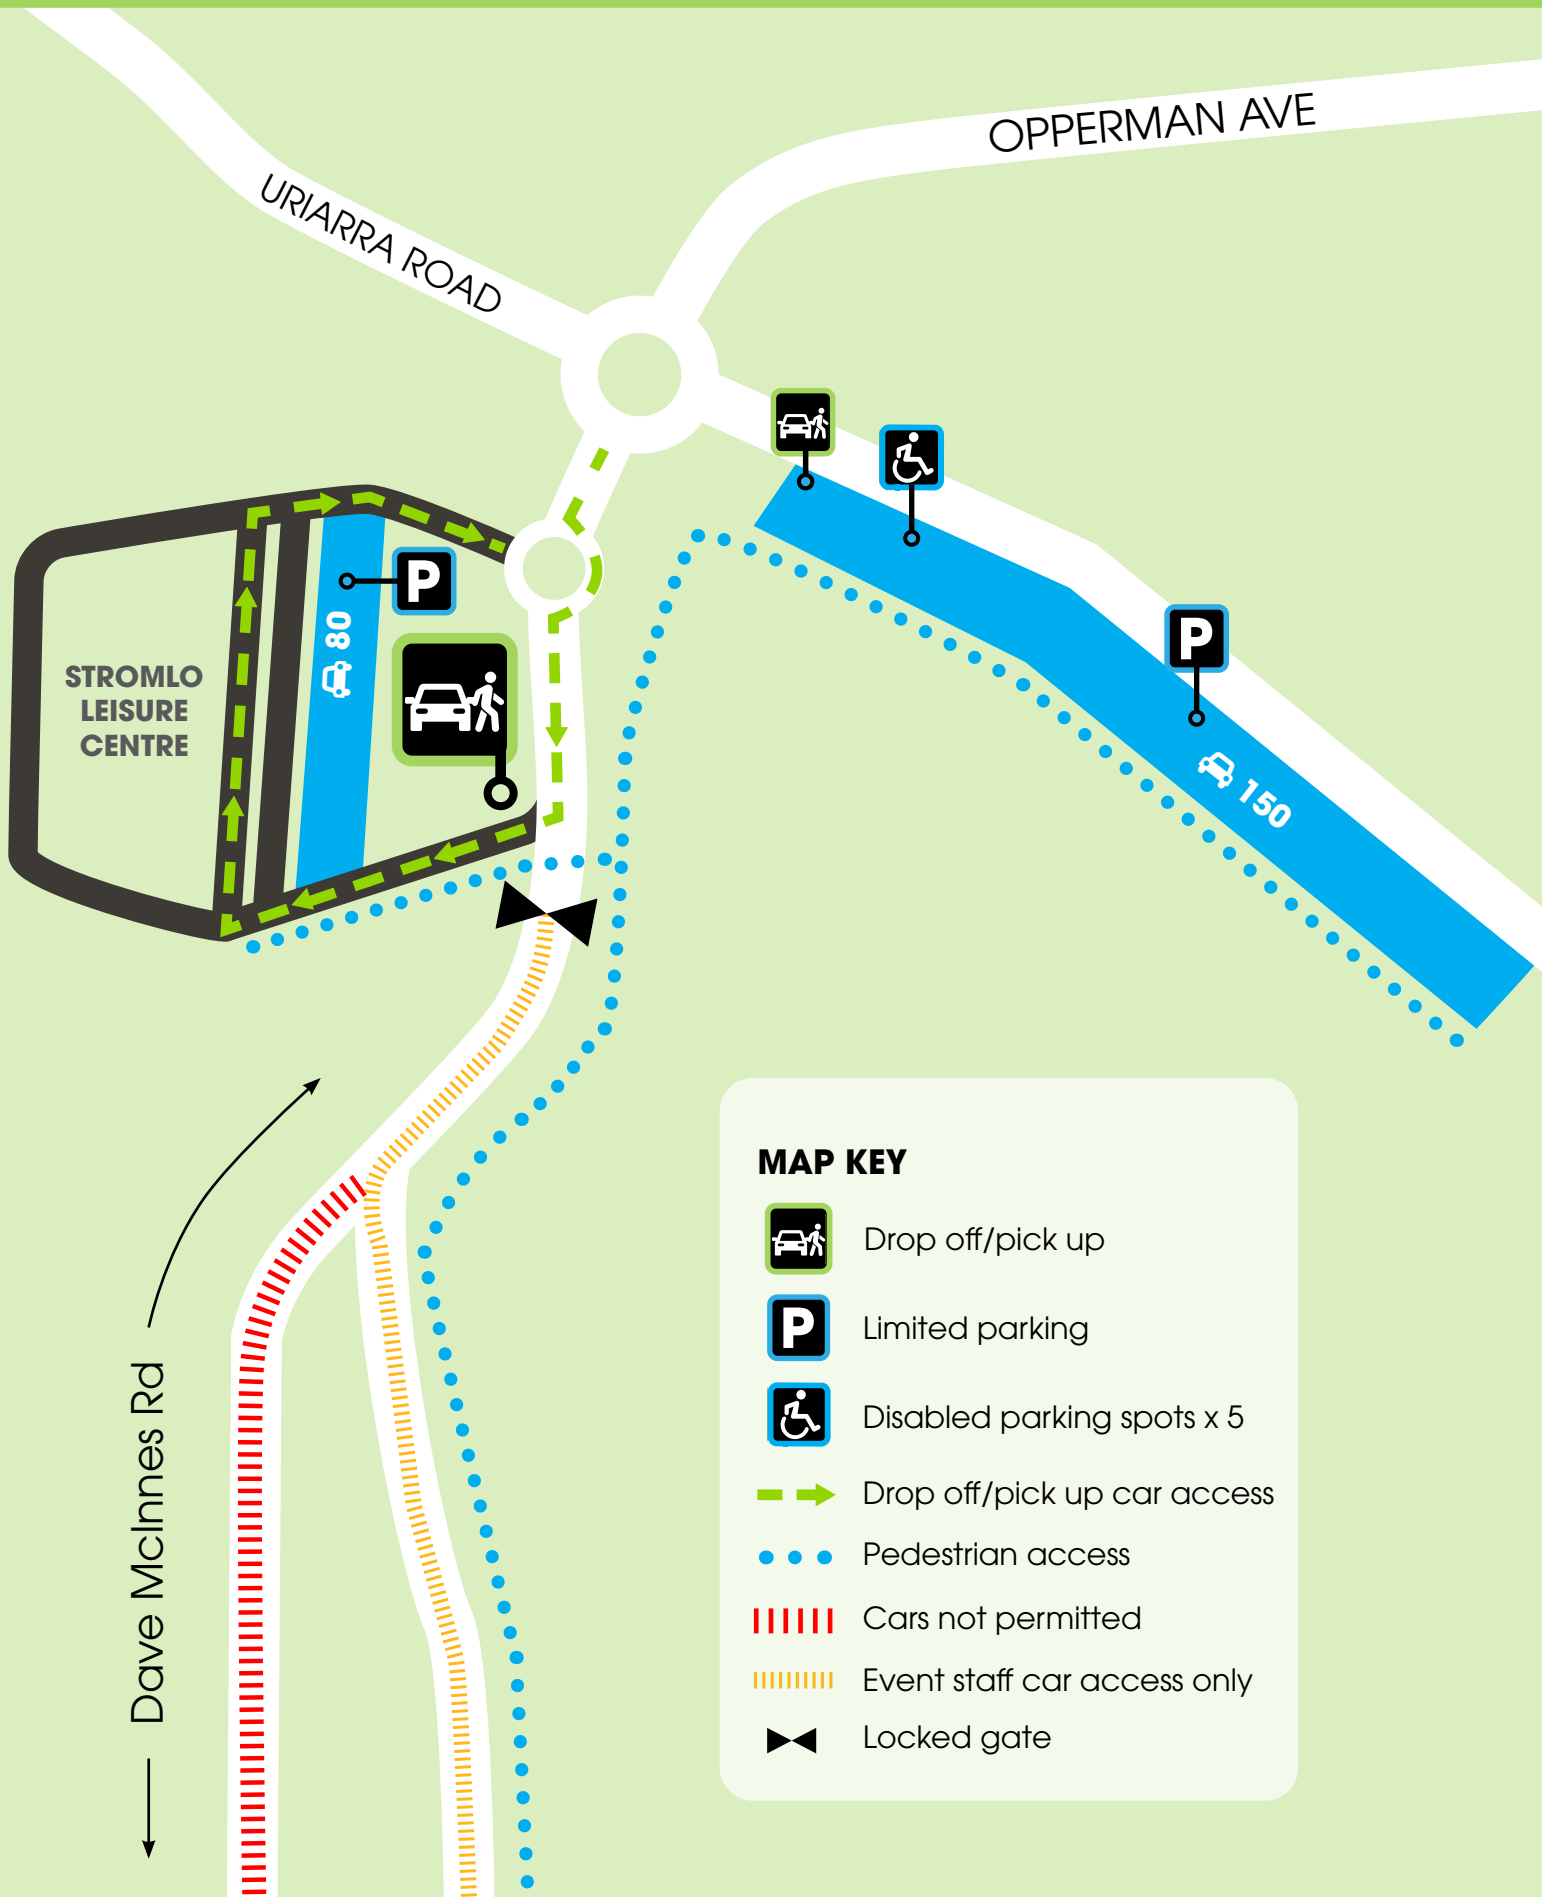 OPPERMAN AVE
URIARRA ROAD
P
80
STROMLO
LEISURE
CENTRE
P
150
Dave McInnes Rd
MAP KEY
Drop off/pick up
P
Limited parking
Disabled parking spots x 5
Drop off/pick up car access
Pedestrian access
Cars not permitted
Event staff car access only
Locked gate